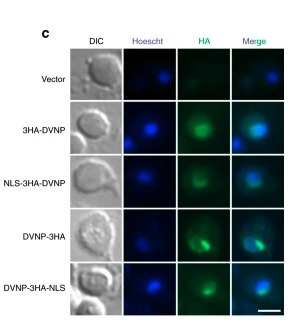 c
DIC Hoescht HA Merge
Vector
3HA-DVNP
NLS-3HA-DVNP
DVNP-3HA
DVNP-3HA-NLS